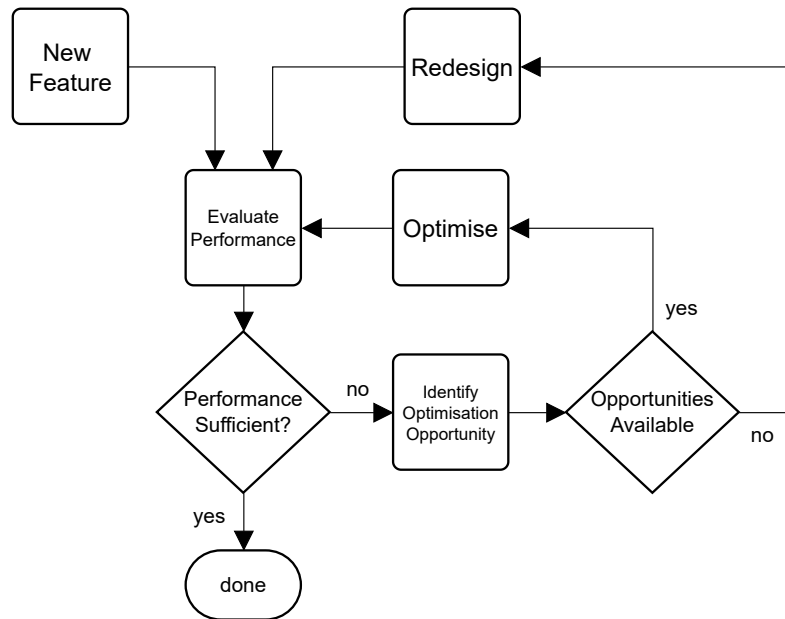 New
Feature
Redesign
Evaluate
Performance
Optimise
yes
Performance
Sufficient?
no
Identify
Optimisation
Opportunity
Opportunities
Available
no
yes
done